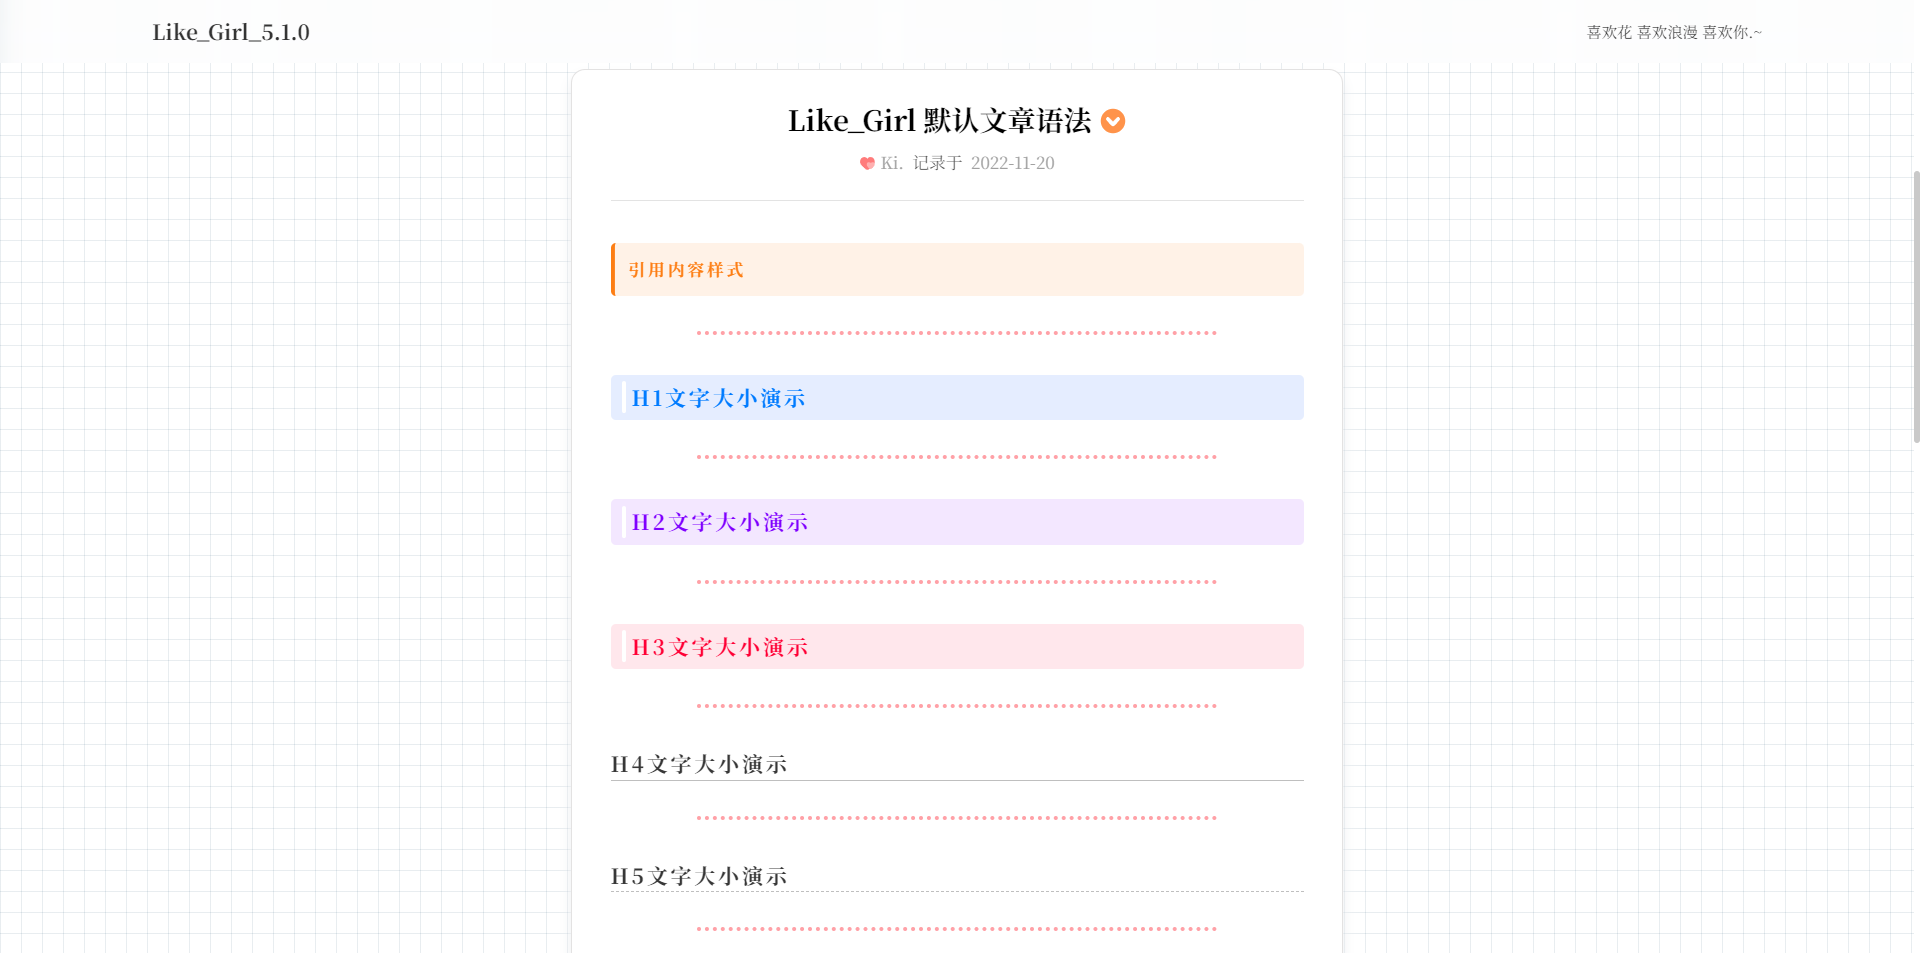 Like_Girl_5.1.0
喜欢花 喜欢浪漫 喜欢你.~
Like_Girl 默认文章语法
Ki. 记录于 2022-11-20
引用内容样式
H1文字大小演示
H2文字大小演示
H3文字大小演示
H4文字大小演示
H5文字大小演示